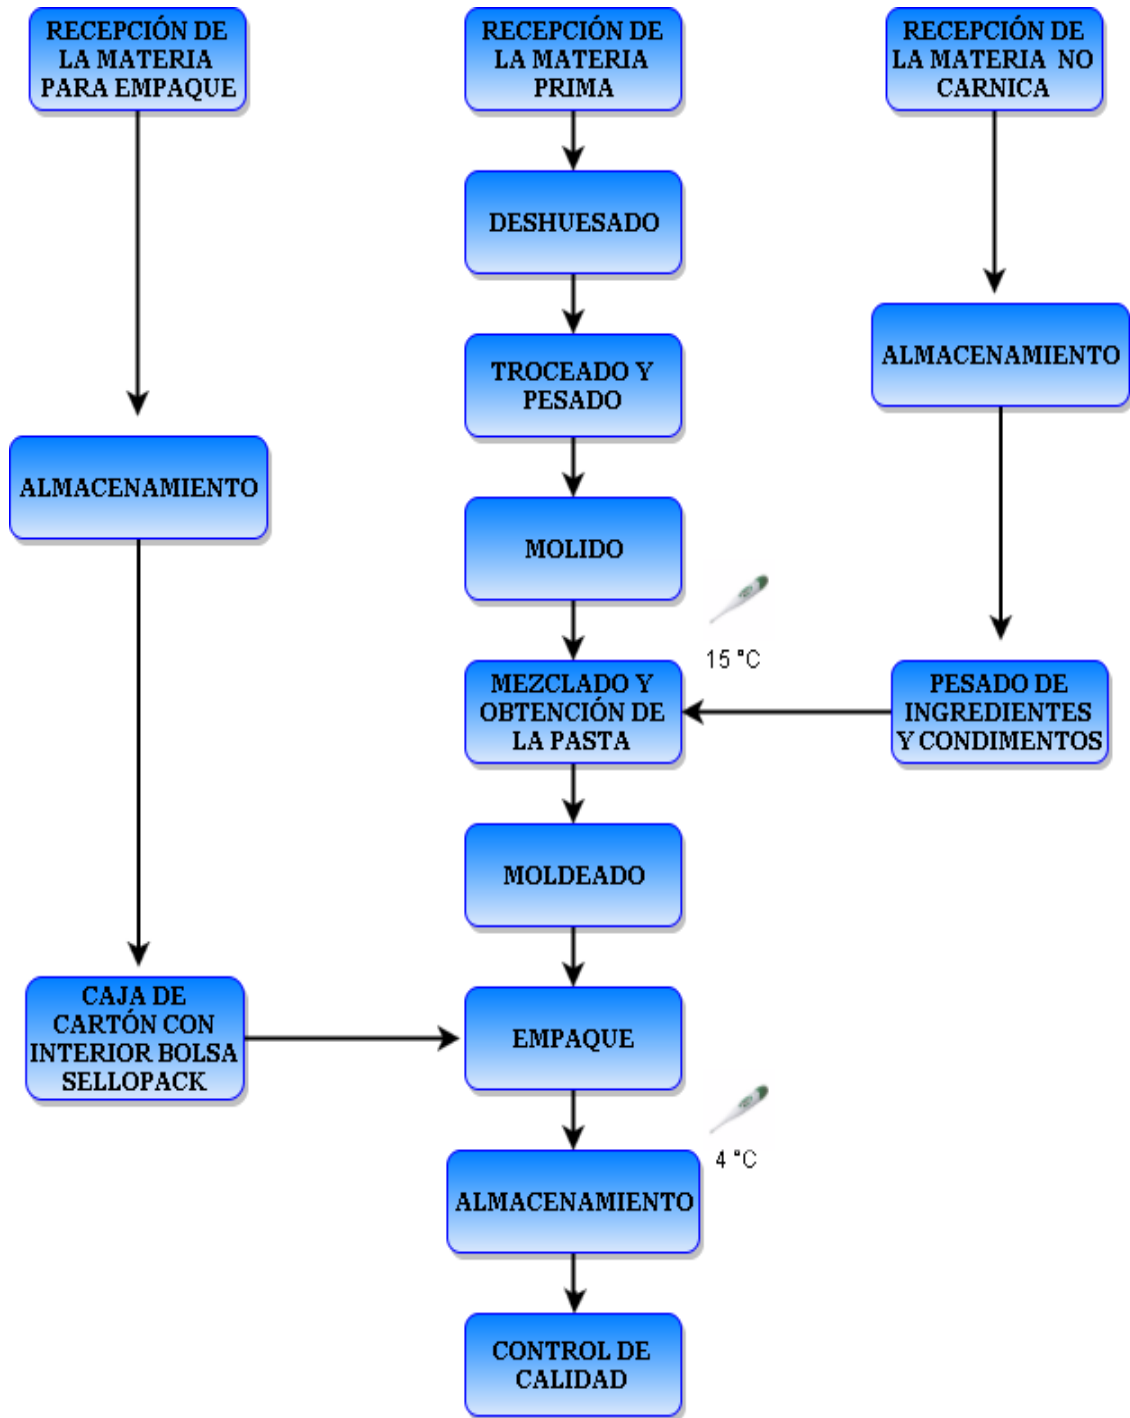 RECEPCIÓN DE
LA MATERIA
PARA EMPAQUE
RECEPCIÓN DE
LA MATERIA
PRIMA
RECEPCIÓN DE
LA MATERIA NO
CARNICA
DESHUESADO
TROCEADO Y
PESADO
ALMACENAMIENTO
ALMACENAMIENTO
MOLIDO
15 °C
MEZCLADO Y
OBTENCIÓN DE
LA PASTA
PESADO DE
INGREDIENTES
Y CONDIMENTOS
MOLDEADO
CAJA DE
CARTÓN CON
INTERIOR BOLSA
SELLOPACK
EMPAQUE
4 °C
ALMACENAMIENTO
CONTROL DE
CALIDAD